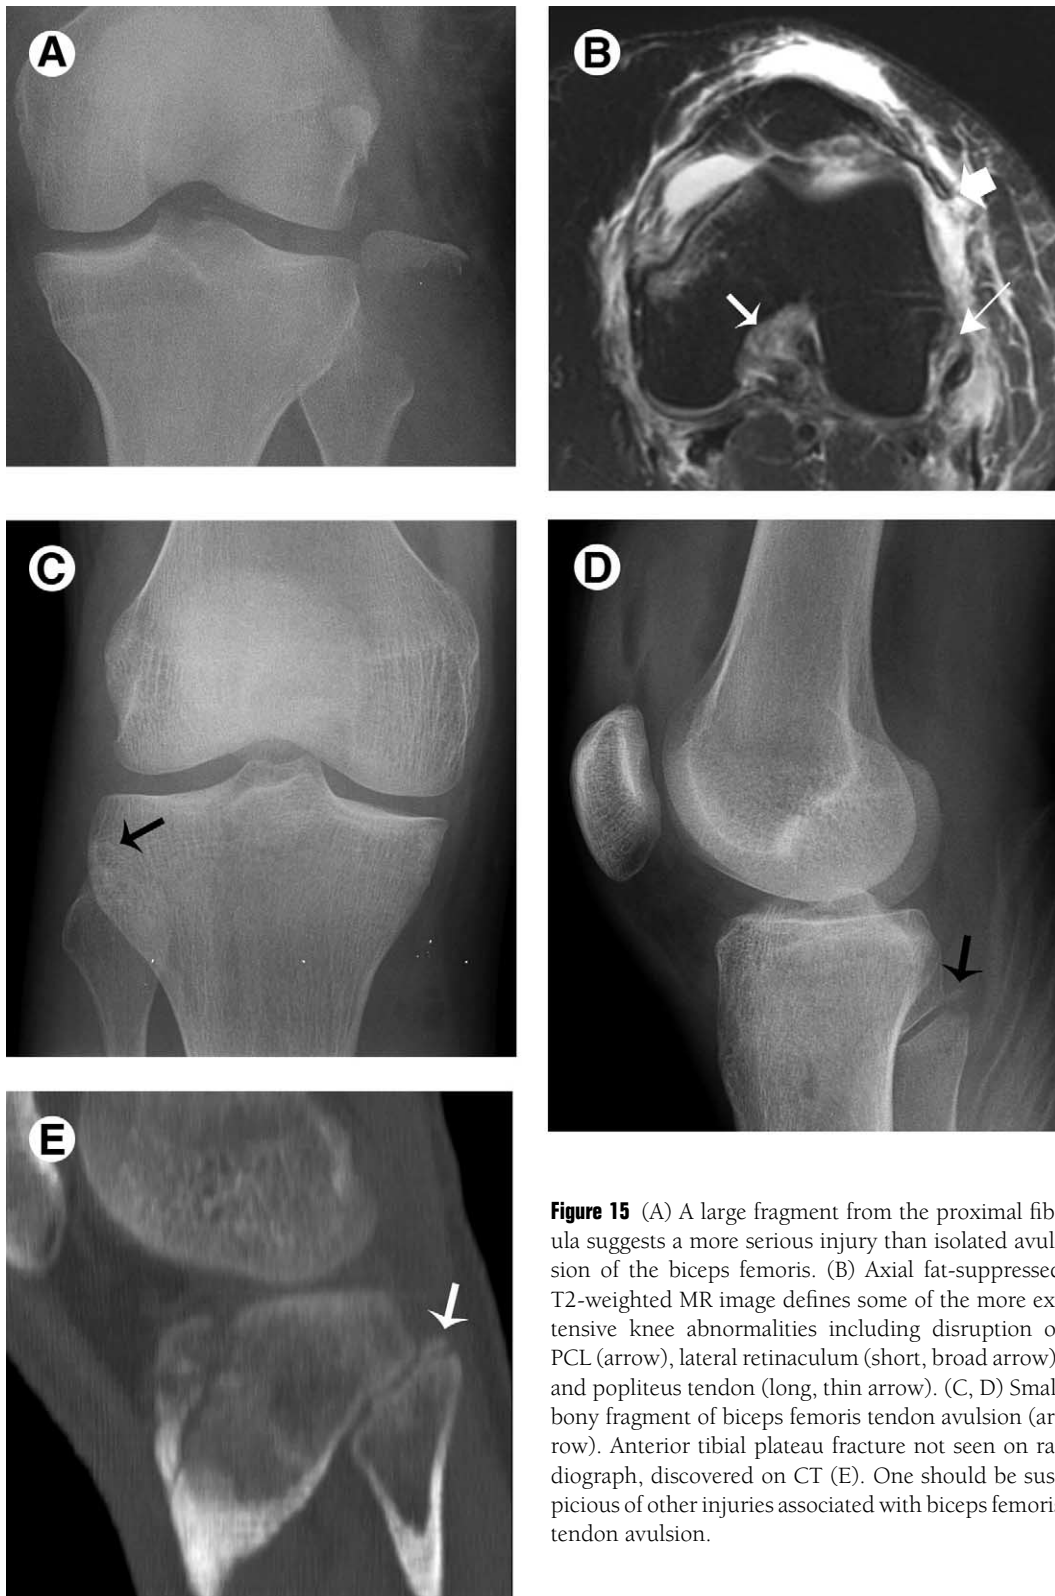 A
B
C
D
E
Figure 15 (A) A large fragment from the proximal fib
ula suggests a more serious injury than isolated avul
sion of the biceps femoris. (B) Axial fat-suppressed
T2-weighted MR image defines some of the more ex
tensive knee abnormalities including disruption o
PCL (arrow), lateral retinaculum (short, broad arrow)
and popliteus tendon (long, thin arrow). (C, D) Smal
bony fragment of biceps femoris tendon avulsion (ar
row). Anterior tibial plateau fracture not seen on ra
diograph, discovered on CT (E). One should be sus
picious of other injuries associated with biceps femori
tendon avulsion.